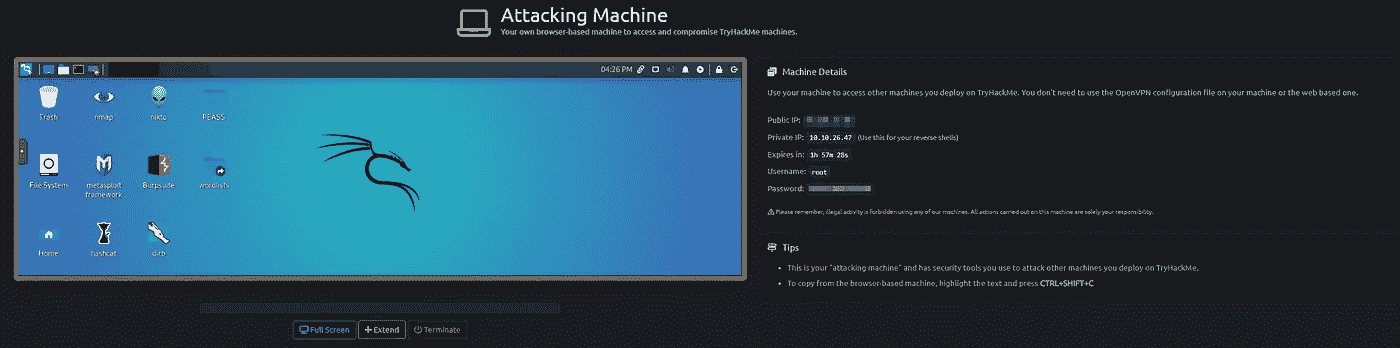 Attacking Machine
Your own browser-based machine to access and compromise TryHackMe machines.
04:26 PM
Trash
nmap
nikto
PEASS
File System
metasploit framework
Burpsuite
wordlists
Home
hashcat
dirb
Full Screen
Extend
Terminate
Machine Details
Use your machine to access other machines you deploy on TryHackMe. You don't need to use the OpenVPN configuration file on your machine or the web based one.
Public IP:
Private IP: 10.10.26.47 (Use this for your reverse shells)
Expires in: 1h 57m 28s
Username: root
Password:
Please remember, illegal activity is forbidden using any of our machines. All actions carried out on this machine are solely your responsibility.
Tips
This is your "attacking machine" and has security tools you use to attack other machines you deploy on TryHackMe.
To copy from the browser-based machine, highlight the text and press CTRL+SHIFT+C